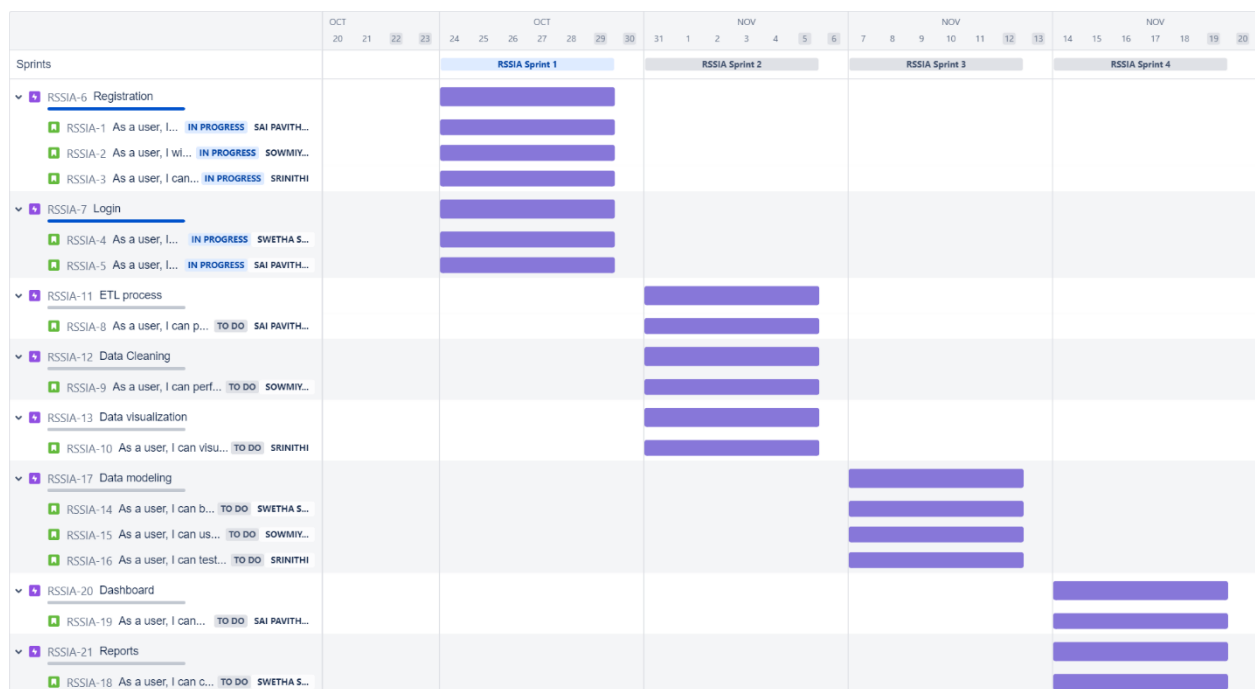 OCT OCT NOV NOV NOV
20 21 22 23 24 25 26 27 28 29 30 31 1 2 3 4 5 6 7 8 9 10 11 12 13 14 15 16 17 18 19 20
Sprints RSSIA Sprint 1 RSSIA Sprint 2 RSSIA Sprint 3 RSSIA Sprint 4
RSSIA-6 Registration
RSSIA-1 As a user, I... IN PROGRESS SAI PAVITH...
RSSIA-2 As a user, I wi... IN PROGRESS SOWMIY...
RSSIA-3 As a user, I can... IN PROGRESS SRINITHI
RSSIA-7 Login
RSSIA-4 As a user, I... IN PROGRESS SWETHA S...
RSSIA-5 As a user, I... IN PROGRESS SAI PAVITH...
RSSIA-11 ETL process
RSSIA-8 As a user, I can p... TO DO SAI PAVITH...
RSSIA-12 Data Cleaning
RSSIA-9 As a user, I can perf... TO DO SOWMIY...
RSSIA-13 Data visualization
RSSIA-10 As a user, I can visu... TO DO SRINITHI
RSSIA-17 Data modeling
RSSIA-14 As a user, I can b... TO DO SWETHA S...
RSSIA-15 As a user, I can us... TO DO SOWMIY...
RSSIA-16 As a user, I can test... TO DO SRINITHI
RSSIA-20 Dashboard
RSSIA-19 As a user, I can... TO DO SAI PAVITH...
RSSIA-21 Reports
RSSIA-18 As a user, I can c... TO DO SWETHA S...